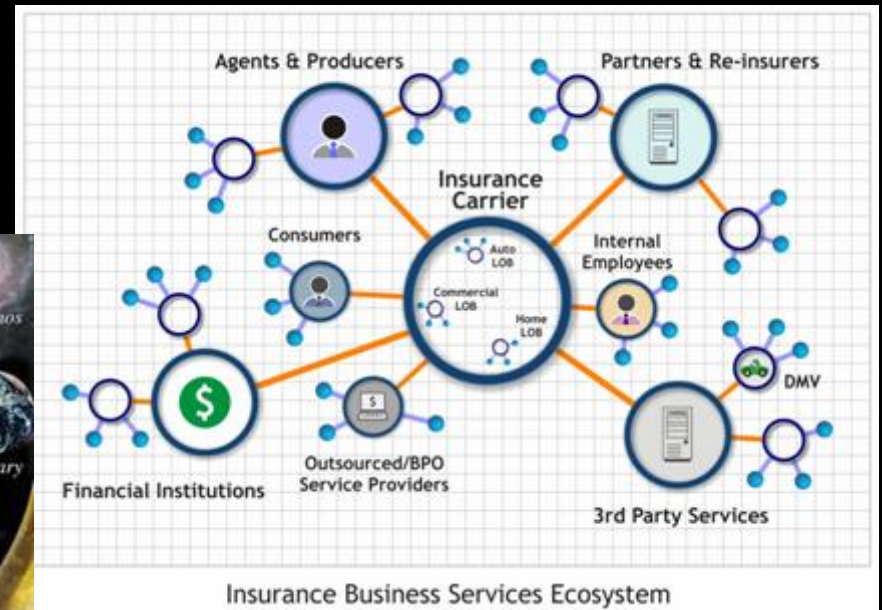 Agents & Producers
Partners & Re-insurers
Insurance
Carrier
Consumers
Internal
Employees
Auto
LOB
Commercial
LOB
Home
LOB
$
$
DMV
Outsourced/BPO
Service Providers
Financial Institutions
3rd Party Services
Insurance Business Services Ecosystem